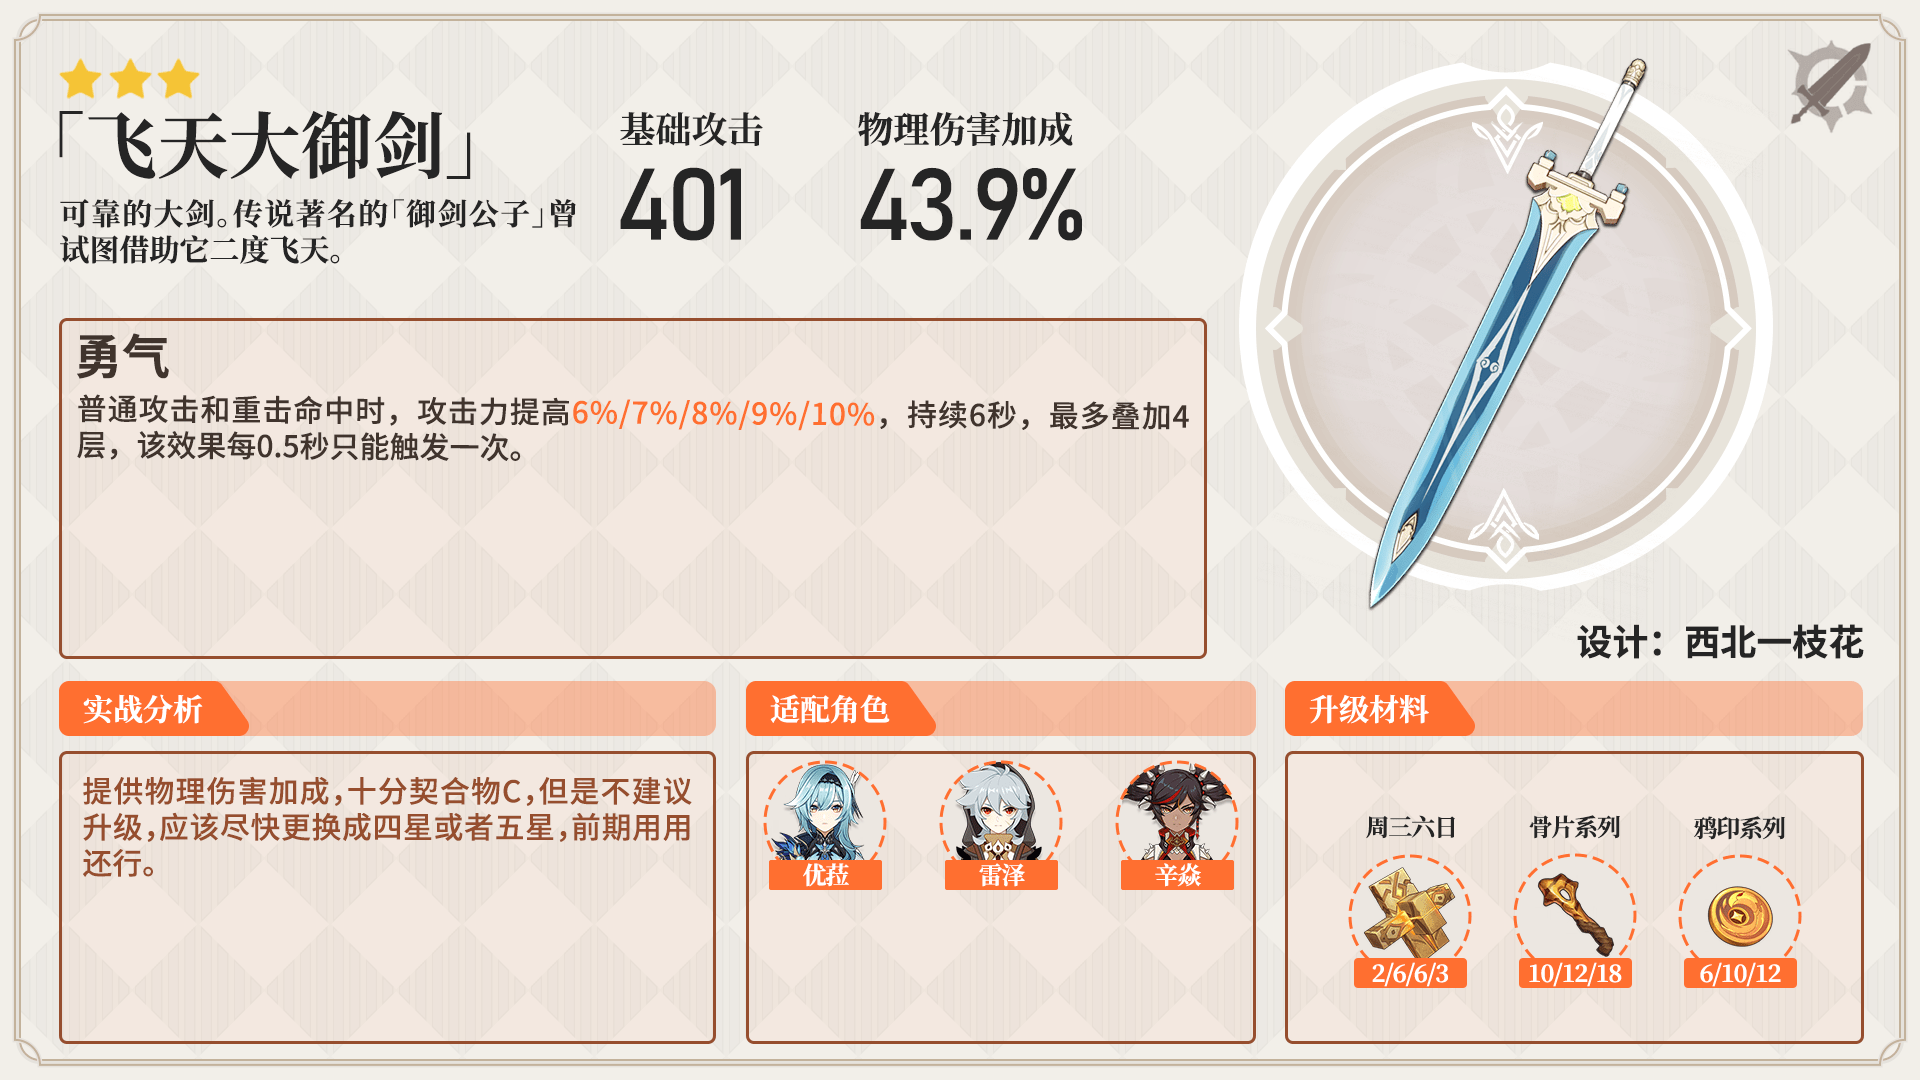 「飞天大御剑」
可靠的大剑。传说著名的「御剑公子」曾
试图借助它二度飞天。
基础攻击
401
物理伤害加成
43.9%
勇气
普通攻击和重击命中时，攻击力提高6%/7%/8%/9%/10%，持续6秒，最多叠加4
层，该效果每0.5秒只能触发一次。
设计：西北一枝花
实战分析
提供物理伤害加成，十分契合物C，但是不建议
升级，应该尽快更换成四星或者五星，前期用用
还行。
适配角色
优菈
雷泽
辛焱
升级材料
周三六日
骨片系列
鸦印系列
2/6/6/3
10/12/18
6/10/12